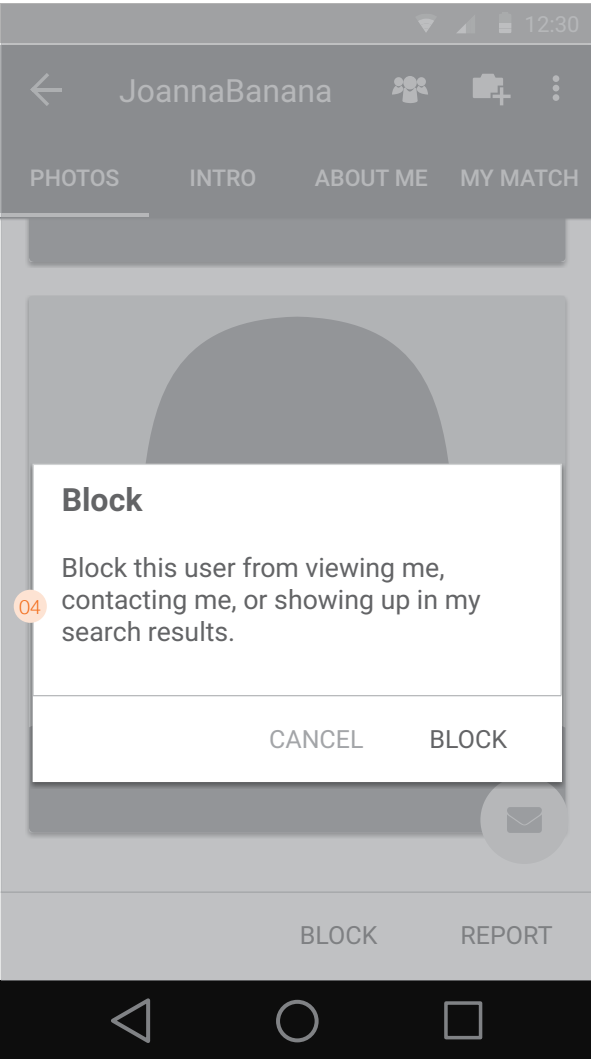 12:30
JoannaBanana
PHOTOS INTRO ABOUT ME MY MATCH
Block
Block this user from viewing me,
contacting me, or showing up in my
search results.
04
CANCEL BLOCK
BLOCK REPORT